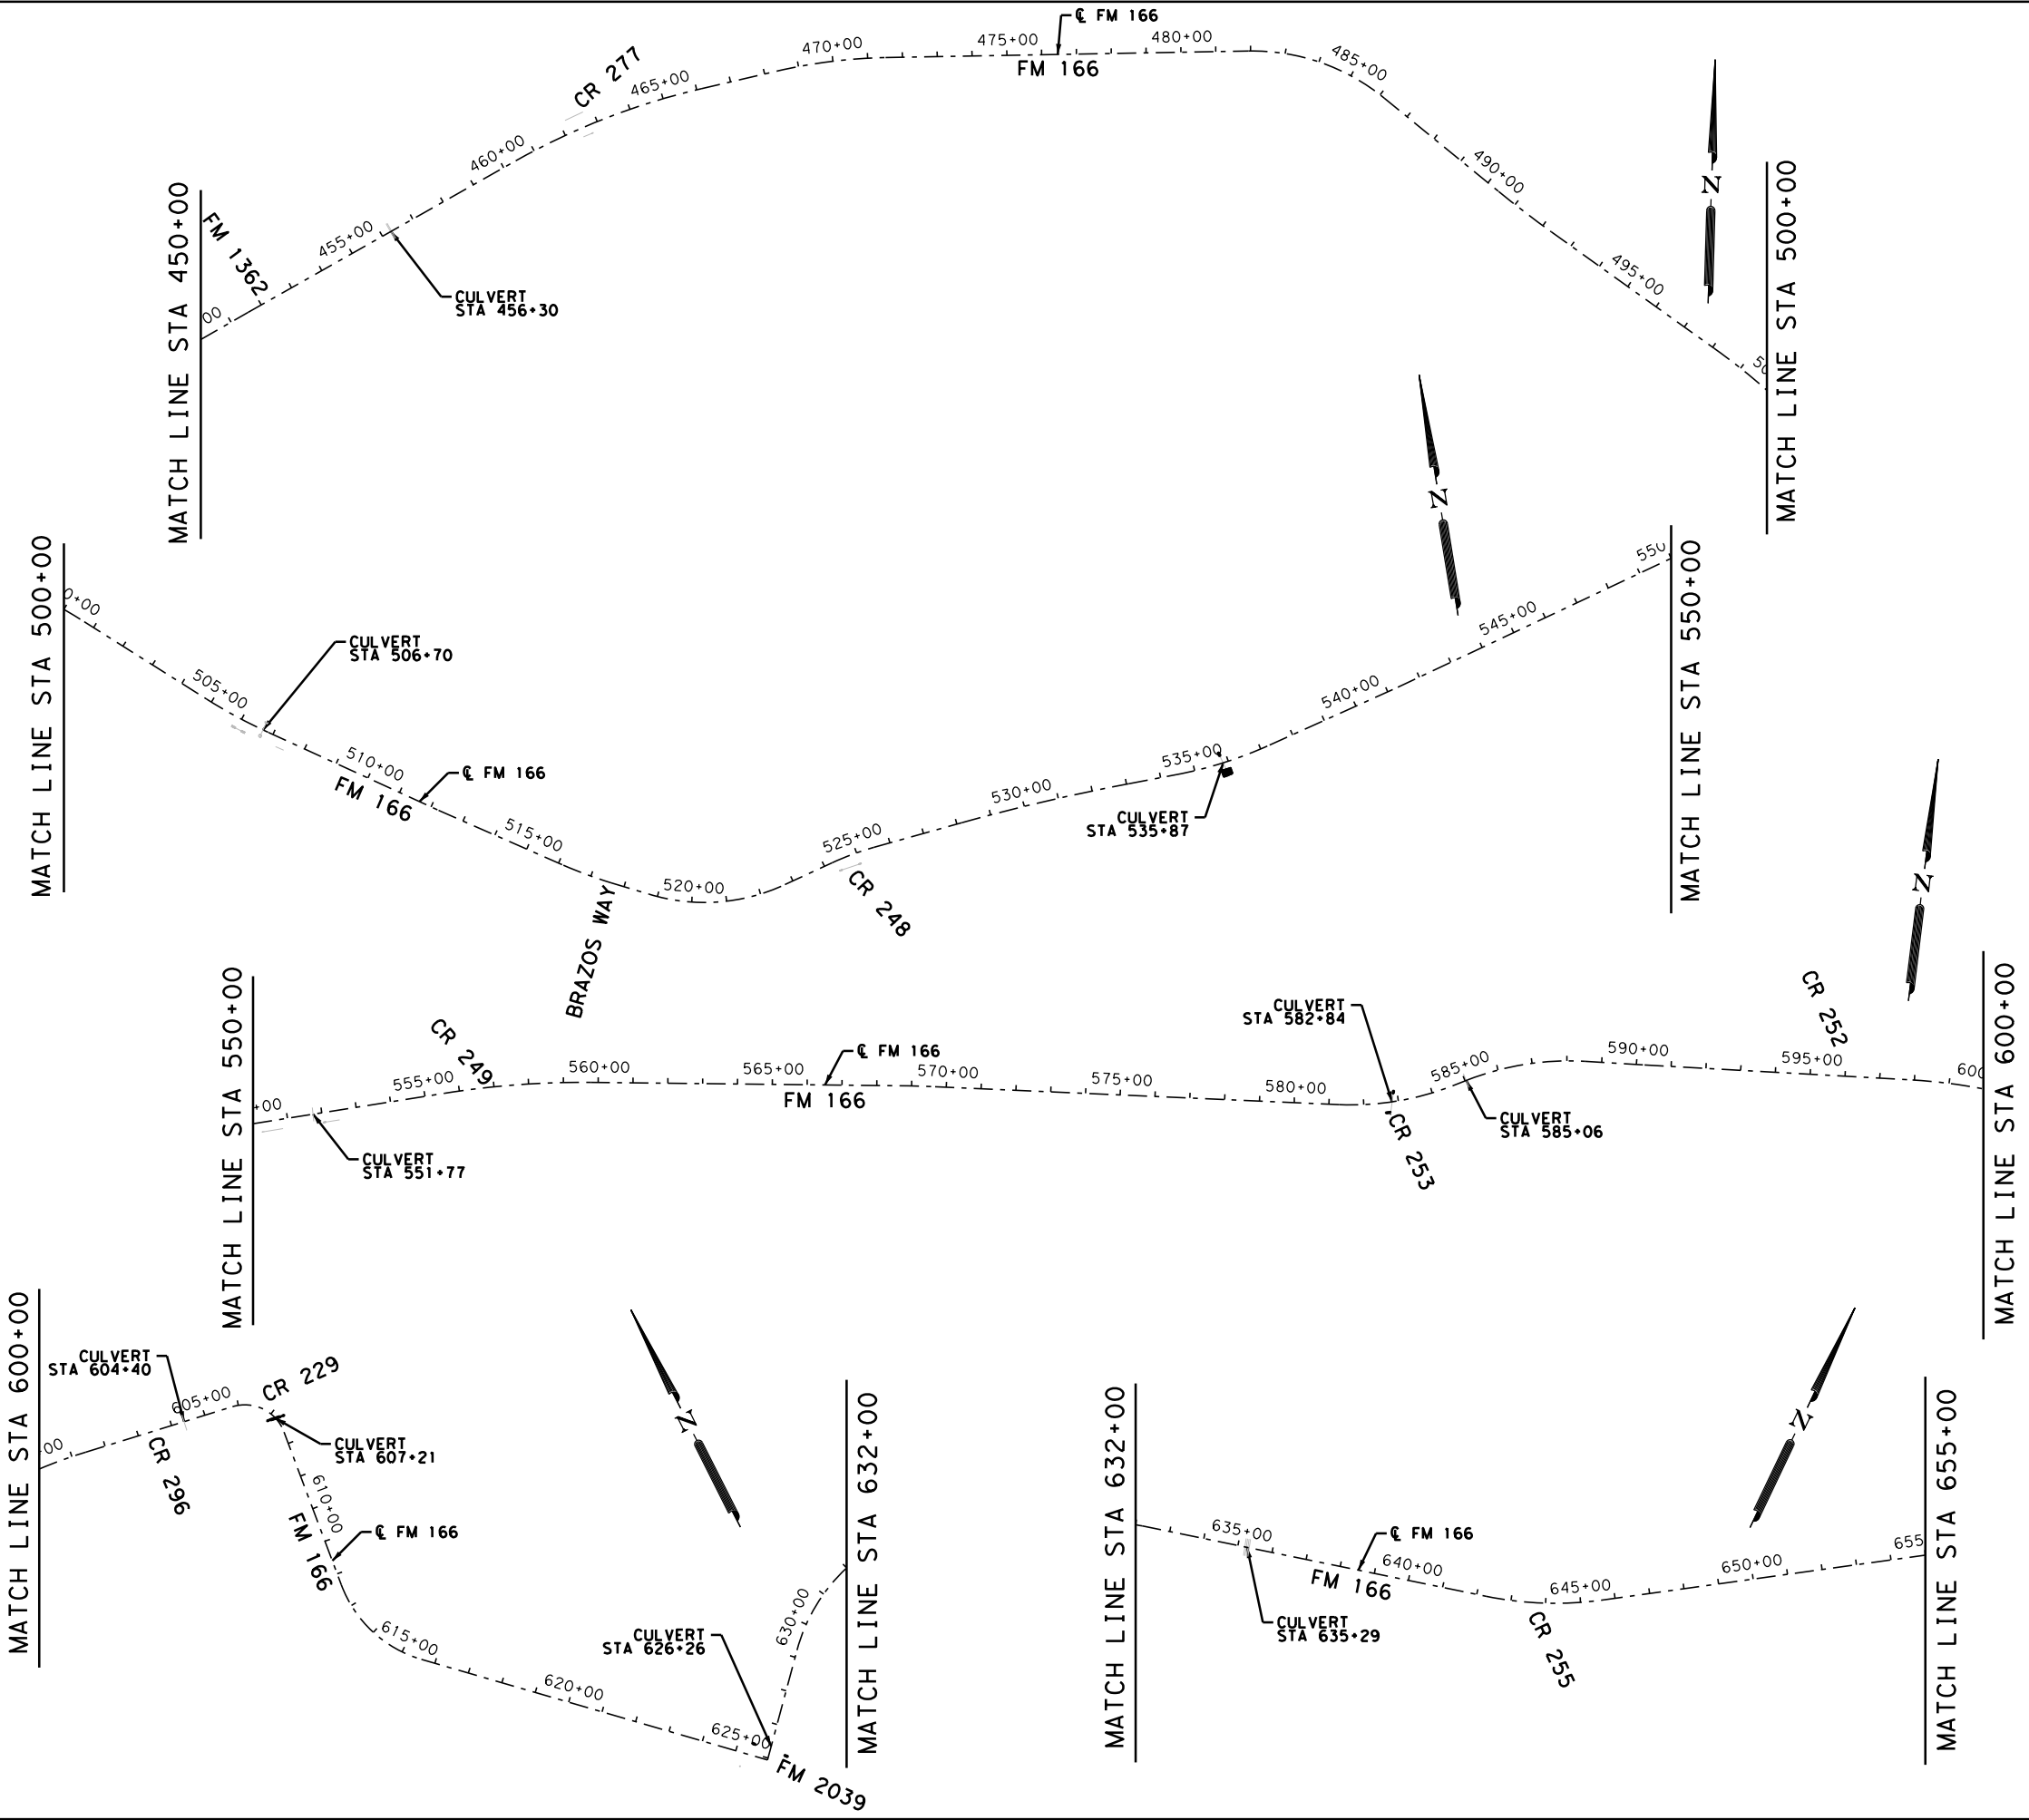 ℄ FM 166
470+00
475+00
480+00
485+00
FM 166
CR 277
465+00
460+00
490+00
N
MATCH LINE STA 450+00
FM 1362
455+00
00
CULVERT
STA 456+30
495+00
50
MATCH LINE STA 500+00
MATCH LINE STA 500+00
0+00
505+00
CULVERT
STA 506+70
510+00
FM 166
℄ FM 166
515+00
BRAZOS WAY
520+00
525+00
CR 248
530+00
535+00
CULVERT
STA 535+87
540+00
545+00
550
N
MATCH LINE STA 550+00
MATCH LINE STA 550+00
+00
CULVERT
STA 551+77
555+00
CR 249
560+00
565+00
℄ FM 166
FM 166
570+00
575+00
580+00
CULVERT
STA 582+84
CR 253
585+00
CULVERT
STA 585+06
590+00
595+00
CR 252
600
N
MATCH LINE STA 600+00
MATCH LINE STA 600+00
00
CULVERT
STA 604+40
605+00
CR 296
CR 229
CULVERT
STA 607+21
610+00
FM 166
℄ FM 166
615+00
620+00
625+00
CULVERT
STA 626+26
FM 2039
630+00
N
MATCH LINE STA 632+00
MATCH LINE STA 632+00
635+00
CULVERT
STA 635+29
℄ FM 166
FM 166
640+00
645+00
CR 255
650+00
655
N
MATCH LINE STA 655+00